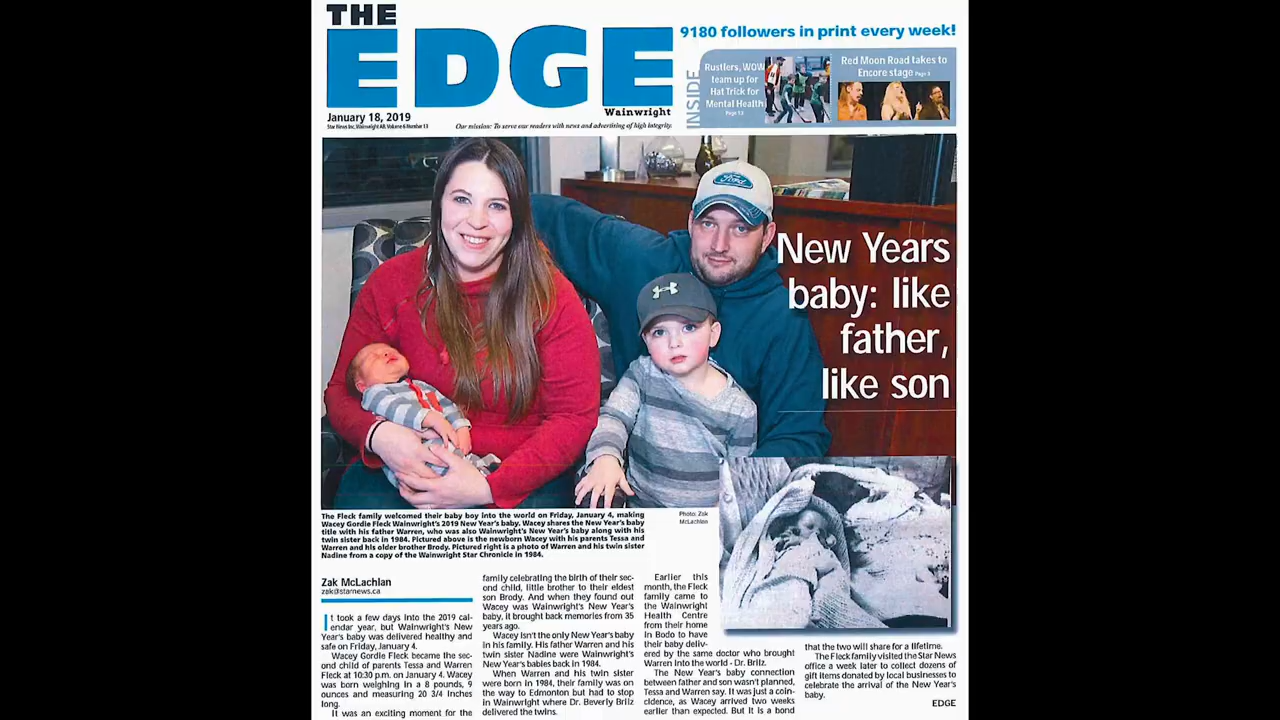 THE
EDGE
Wainwright
January 18, 2019
Star News Inc, Wainwright AB, Volume 6 Number 13
Our mission: To serve our readers with news and advertising of high integrity.
9180 followers in print every week!
INSIDE
Rustlers, WOW
team up for
Hat Trick for
Mental Health
Page 13
Red Moon Road takes to
Encore stage
Ford
New Years
baby: like
father,
like son
The Fleck family welcomed their baby boy into the world on Friday, January 4, making
Wacey Gordie Fleck Wainwright's 2019 New Year's baby. Wacey shares the New Year's baby
title with his father Warren, who was also Wainwright's New Year's baby along with his
twin sister back in 1984. Pictured above is the newborn Wacey with his parents Tessa and
Warren and his older brother Brody. Pictured right is a photo of Warren and his twin sister
Nadine from a copy of the Wainwright Star Chronicle in 1984.
Photo: Zak
McLachlan
Zak McLachlan
zak@starnews.ca
It took a few days into the 2019 cal-
endar year, but Wainwright's New
Year's baby was delivered healthy and
safe on Friday, January 4.
Wacey Gordie Fleck became the sec-
ond child of parents Tessa and Warren
Fleck at 10:30 p.m. on January 4. Wacey
was born weighing in a 8 pounds, 9
ounces and measuring 20 3/4 inches
long.
It was an exciting moment for the
family celebrating the birth of their sec-
ond child, little brother to their eldest
son Brody. And when they found out
Wacey was Wainwright's New Year's
baby, it brought back memories from 35
years ago.
Wacey isn't the only New Year's baby
in his family. His father Warren and his
twin sister Nadine were Wainwright's
New Year's babies back in 1984.
When Warren and his twin sister
were born in 1984, their family was on
the way to Edmonton but had to stop
in Wainwright where Dr. Beverly Brilz
delivered the twins.
Earlier this
month, the Fleck
family came to
the Wainwright
Health Centre
from their home
in Bodo to have
their baby deliv-
ered by the same doctor who brought
Warren into the world - Dr. Brilz.
The New Year's baby connection
between father and son wasn't planned,
Tessa and Warren say. It was just a coin-
cidence, as Wacey arrived two weeks
earlier than expected. But it is a bond
that the two will share for a lifetime.
The Fleck family visited the Star News
office a week later to collect dozens of
gift items donated by local businesses to
celebrate the arrival of the New Year's
baby.
EDGE